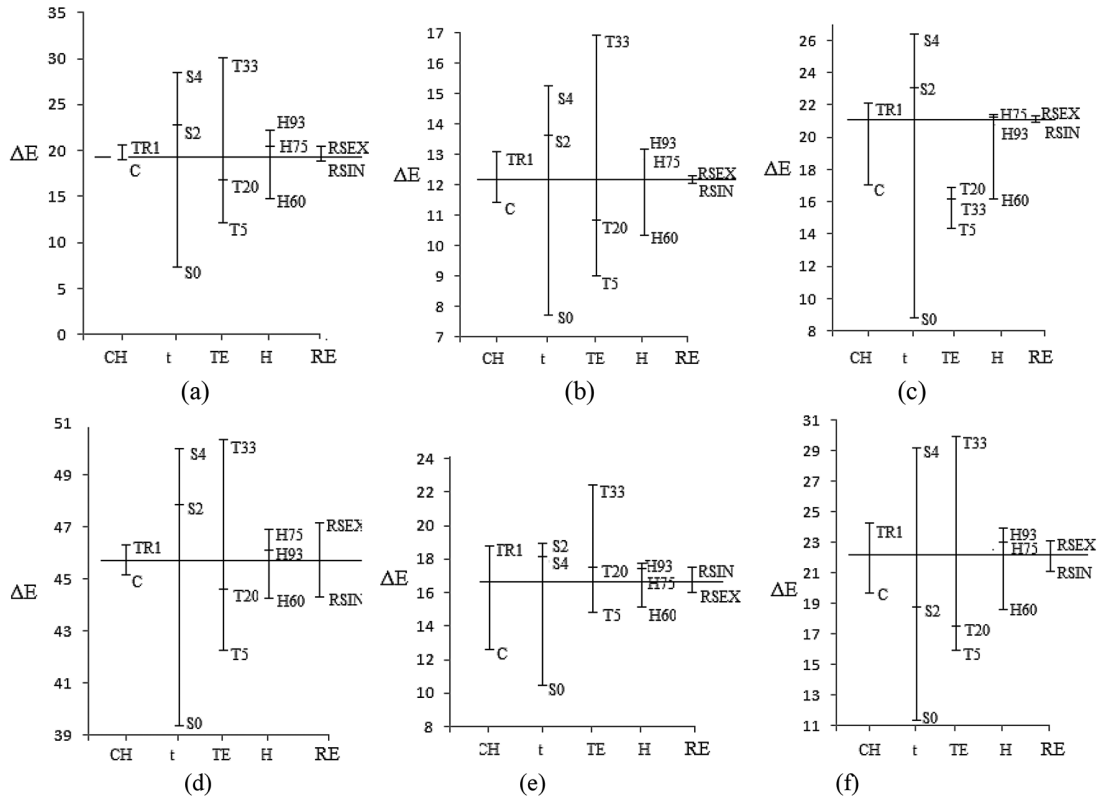 35
30
25
20
15
10
5
0
ΔE
TR1
C
S4
S2
S0
T33
T20
T5
H93
H75
H60
RSEX
RSIN
CH t TE H RE
(a)
17
16
15
14
13
12
11
10
9
8
7
ΔE
TR1
C
S4
S2
S0
T33
T20
T5
H93
H75
H60
RSEX
RSIN
CH t TE H RE
(b)
26
24
22
20
18
16
14
12
10
8
ΔE
TR1
C
S4
S2
S0
T20
T33
T5
H75
H93
H60
RSEX
RSIN
CH t TE H RE
(c)
51
49
47
45
43
41
39
ΔE
TR1
C
S4
S2
S0
T33
T20
T5
H75
H93
H60
RSEX
RSIN
CH t TE H RE
(d)
24
22
20
18
16
14
12
10
8
ΔE
TR1
C
S2
S4
S0
T33
T20
T5
H93
H75
H60
RSIN
RSEX
CH t TE H RE
(e)
31
29
27
25
23
21
19
17
15
13
11
ΔE
TR1
C
S4
S2
S0
T33
T20
T5
H93
H75
H60
RSEX
RSIN
CH t TE H RE
(f)